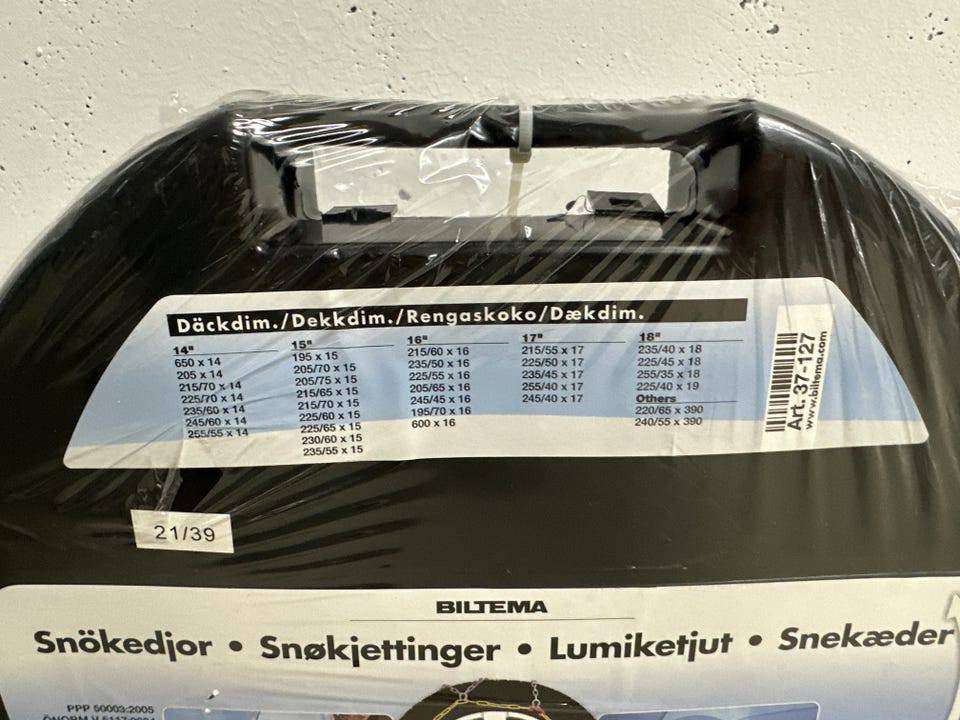 Däckdim./Dekkdim./Rengaskoko/Dækdim.
14"
650 x 14
205 x 14
215/70 x 14
225/70 x 14
235/60 x 14
245/60 x 14
255/55 x 14
15"
195 x 15
205/70 x 15
205/75 x 15
215/65 x 15
215/70 x 15
225/60 x 15
225/65 x 15
230/60 x 15
235/55 x 15
16"
215/60 x 16
235/50 x 16
225/55 x 16
205/65 x 16
245/45 x 16
195/70 x 16
600 x 16
17"
215/55 x 17
225/50 x 17
235/45 x 17
255/40 x 17
245/40 x 17
18"
235/40 x 18
225/45 x 18
255/35 x 18
225/40 x 19
Others
220/65 x 390
240/55 x 390
Art. 37-127
www.biltema.com
21/39
BILTEMA
Snökedjor • Snøkjettinger • Lumiketjut • Snekæder
PPP 50003:2005